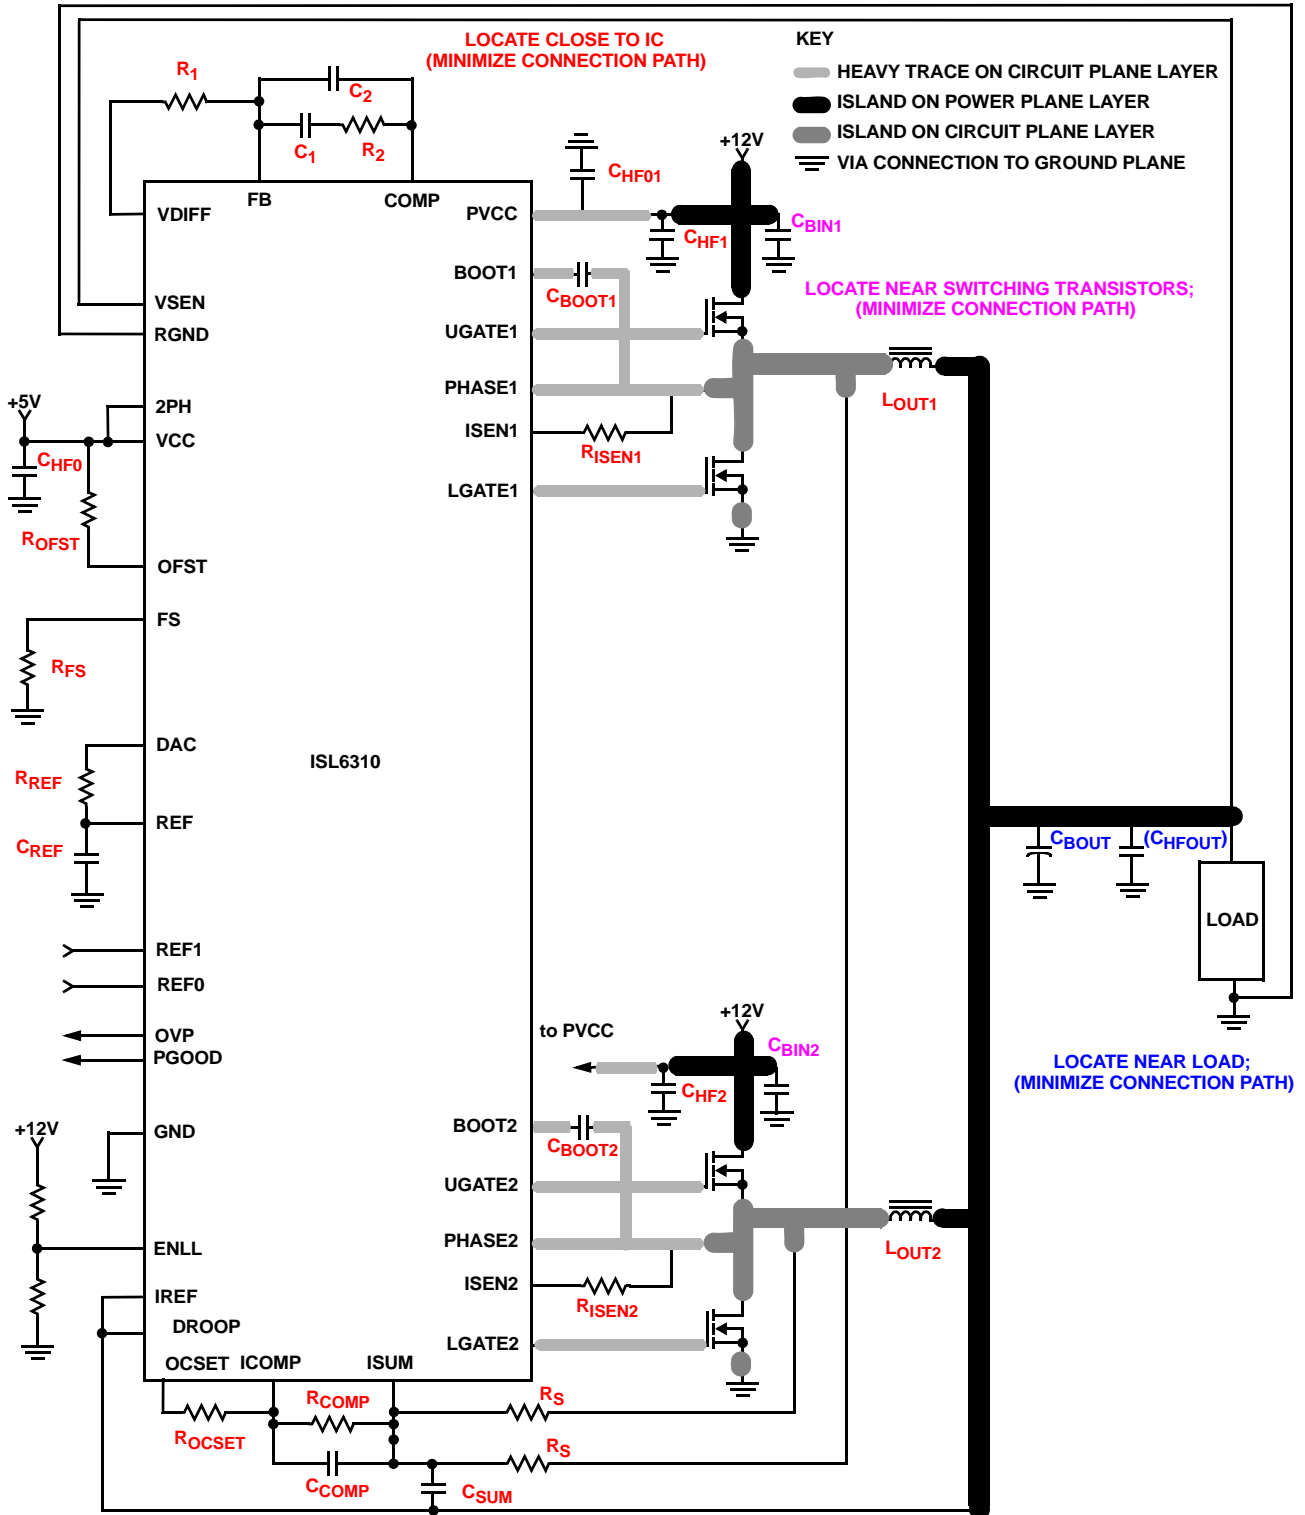 LOCATE CLOSE TO IC
(MINIMIZE CONNECTION PATH)
KEY
HEAVY TRACE ON CIRCUIT PLANE LAYER
ISLAND ON POWER PLANE LAYER
ISLAND ON CIRCUIT PLANE LAYER
VIA CONNECTION TO GROUND PLANE
R1
C2
C1
R2
+12V
CHF01
FB
COMP
VDIFF
PVCC
CHF1
CBIN1
BOOT1
CBOOT1
LOCATE NEAR SWITCHING TRANSISTORS;
(MINIMIZE CONNECTION PATH)
VSEN
RGND
UGATE1
PHASE1
LOUT1
+5V
2PH
VCC
ISEN1
RISEN1
CHF0
LGATE1
ROFST
OFST
FS
RFS
DAC
ISL6310
RREF
REF
CREF
CBOUT
(CHFOUT)
LOAD
REF1
REF0
OVP
PGOOD
to PVCC
+12V
CBIN2
LOCATE NEAR LOAD;
(MINIMIZE CONNECTION PATH)
CHF2
+12V
GND
BOOT2
CBOOT2
UGATE2
PHASE2
LOUT2
ENLL
ISEN2
RISEN2
IREF
DROOP
LGATE2
OCSET
ICOMP
ISUM
RCOMP
RS
ROCSET
RS
CCOMP
CSUM